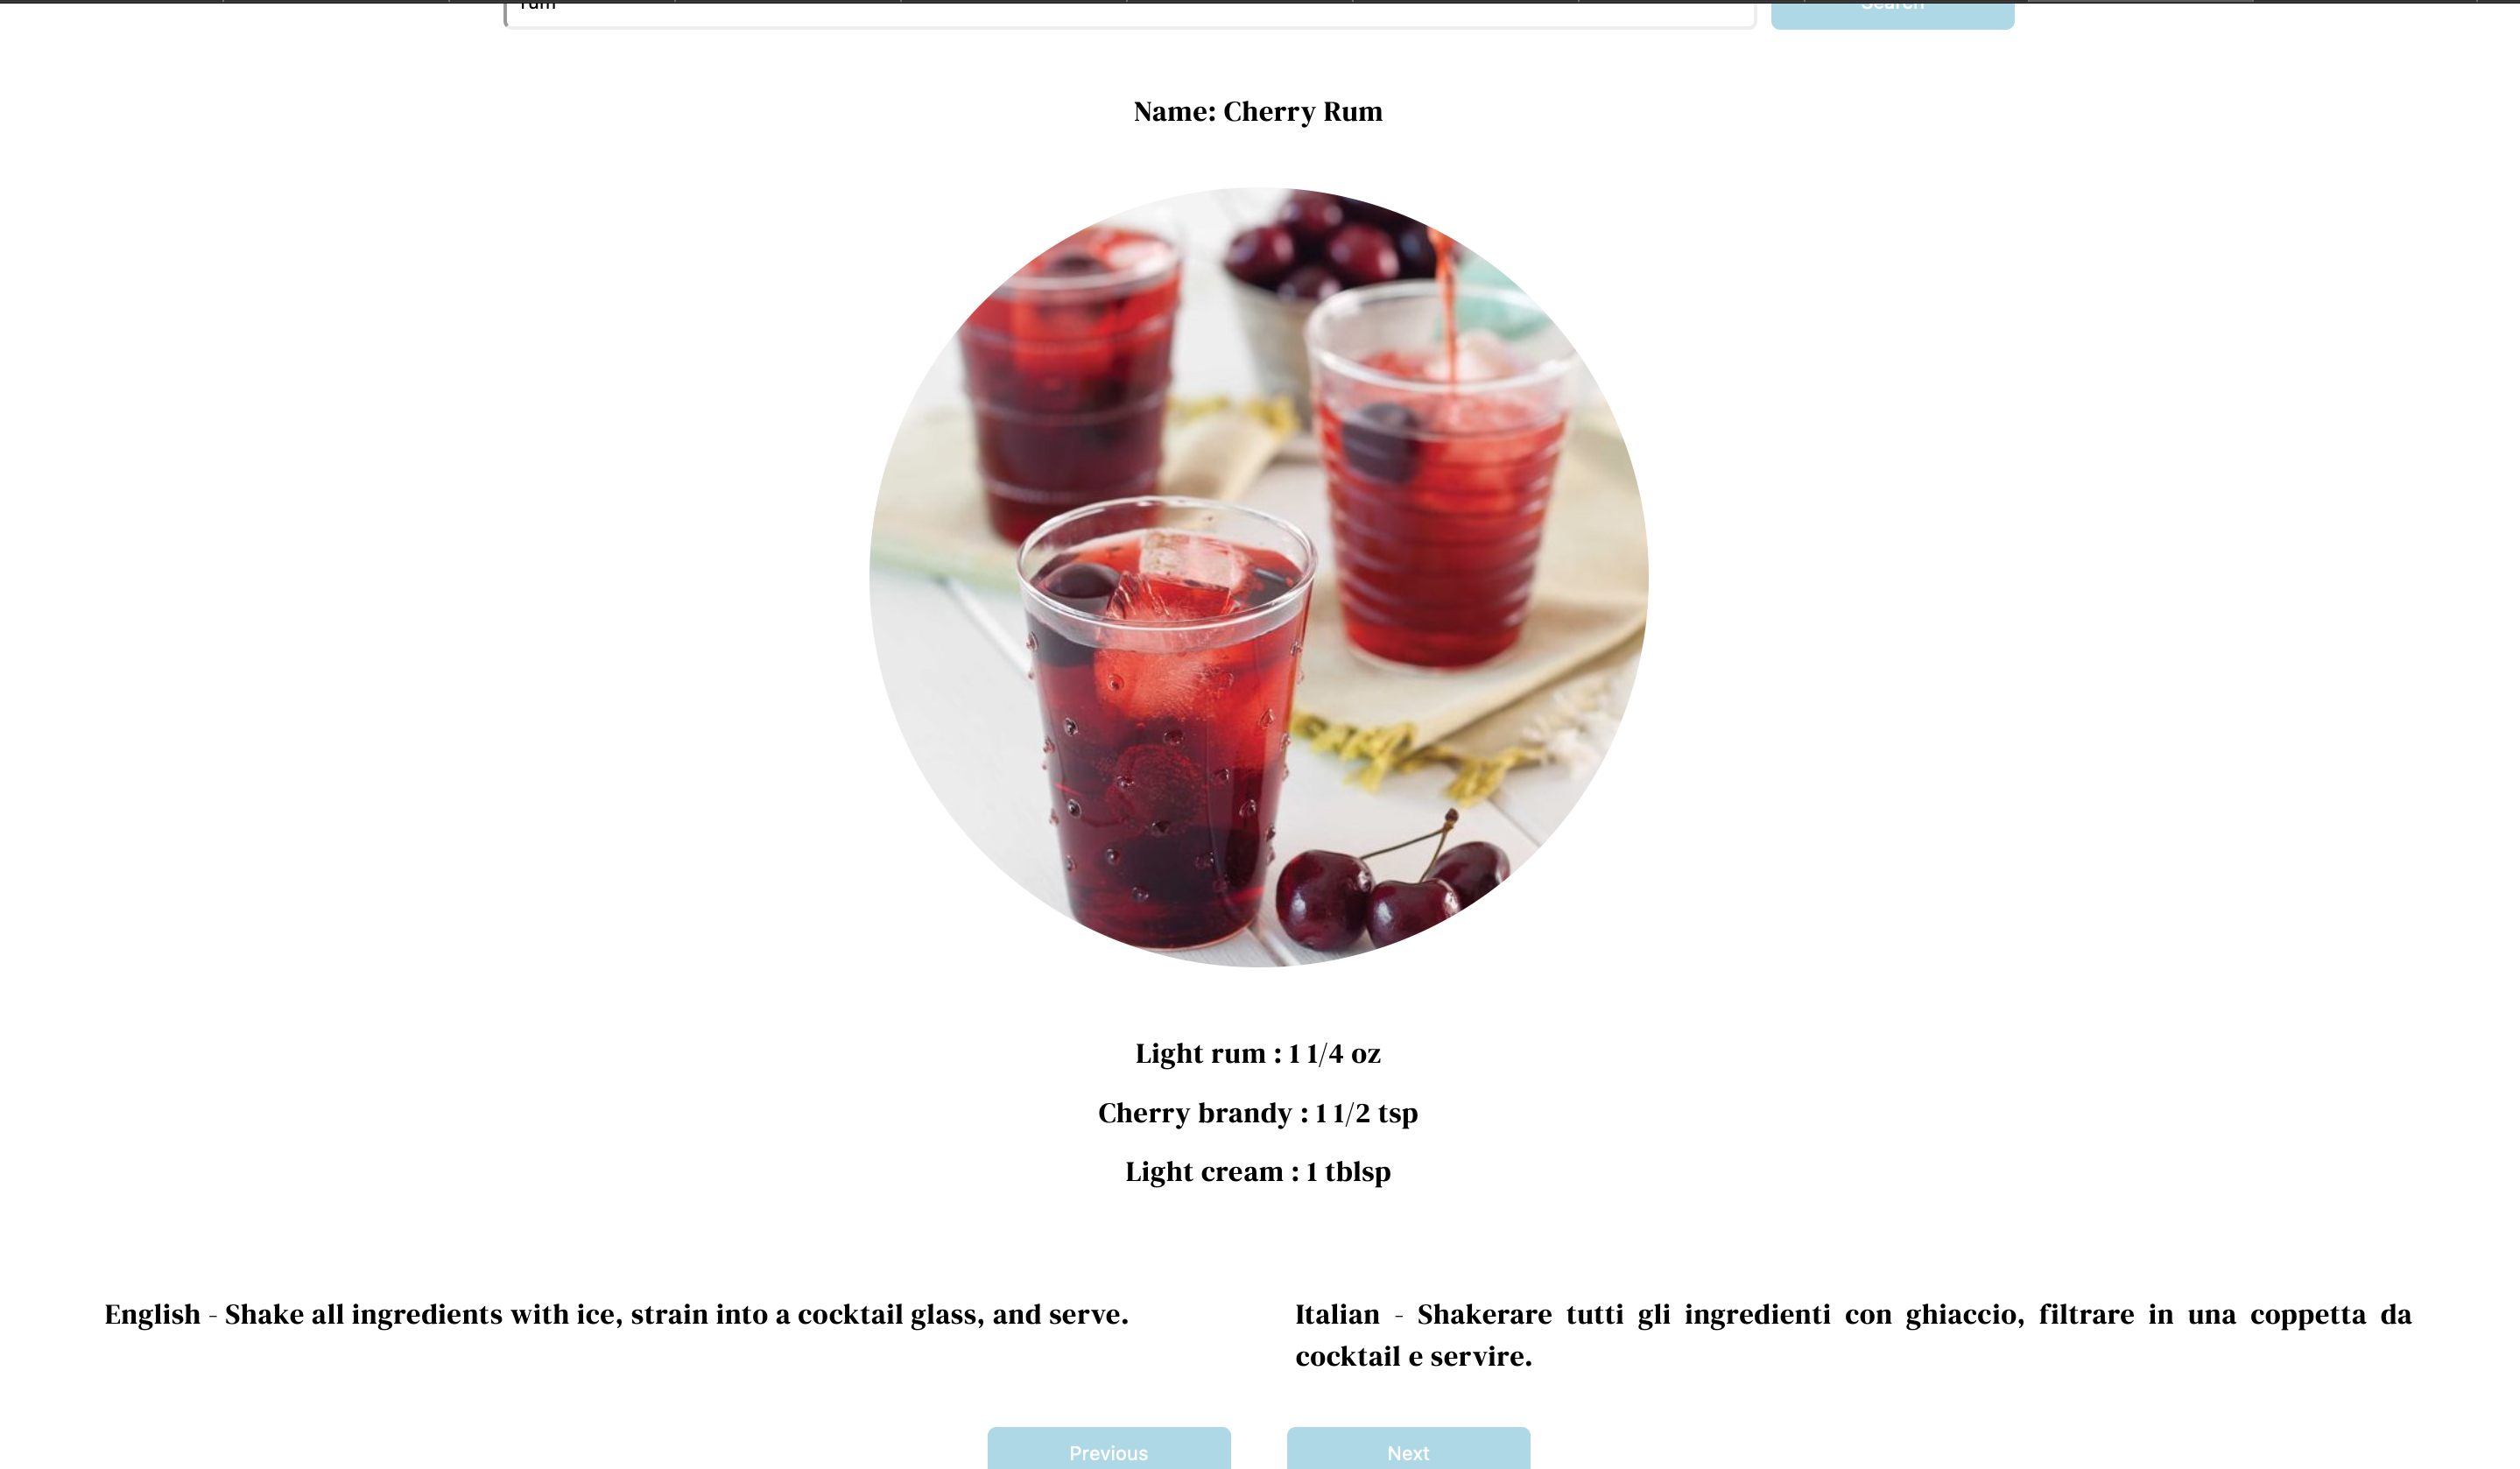 rum
Search
Name: Cherry Rum
Light rum : 1 1/4 oz
Cherry brandy : 1 1/2 tsp
Light cream : 1 tblsp
English - Shake all ingredients with ice, strain into a cocktail glass, and serve.
Italian - Shakerare tutti gli ingredienti con ghiaccio, filtrare in una coppetta da
cocktail e servire.
Previous
Next